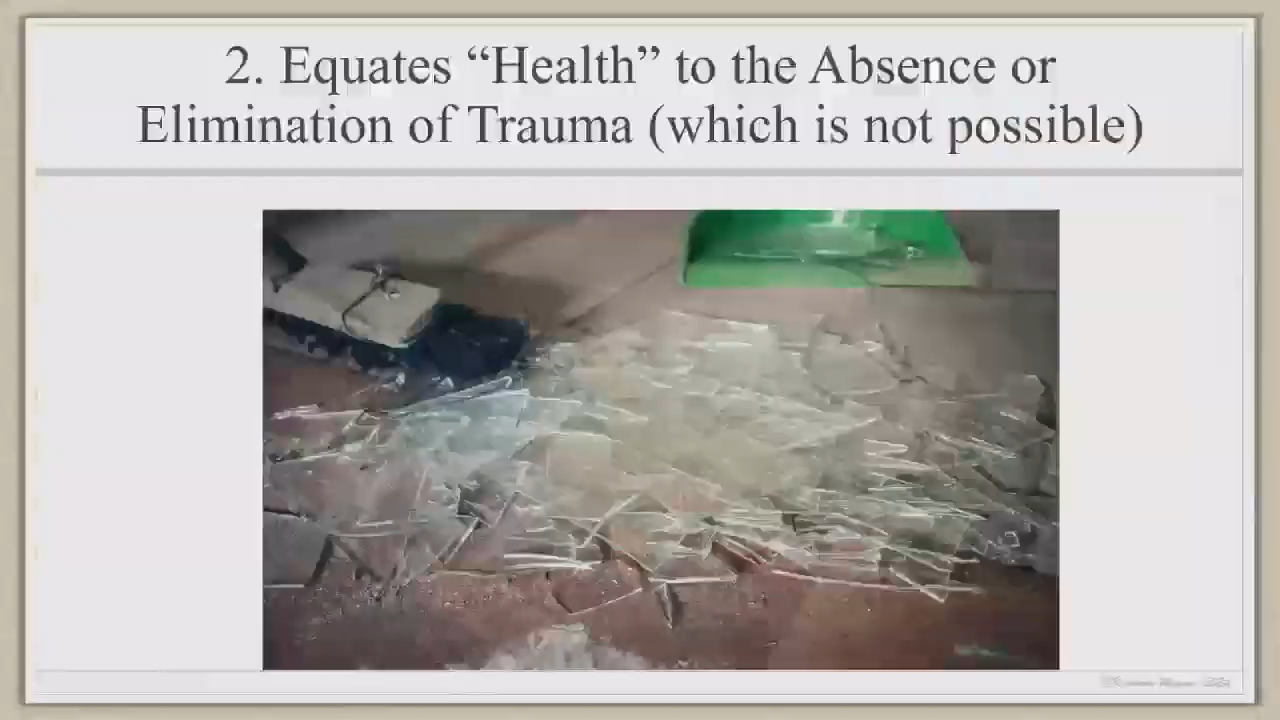 2. Equates “Health” to the Absence or
Elimination of Trauma (which is not possible)